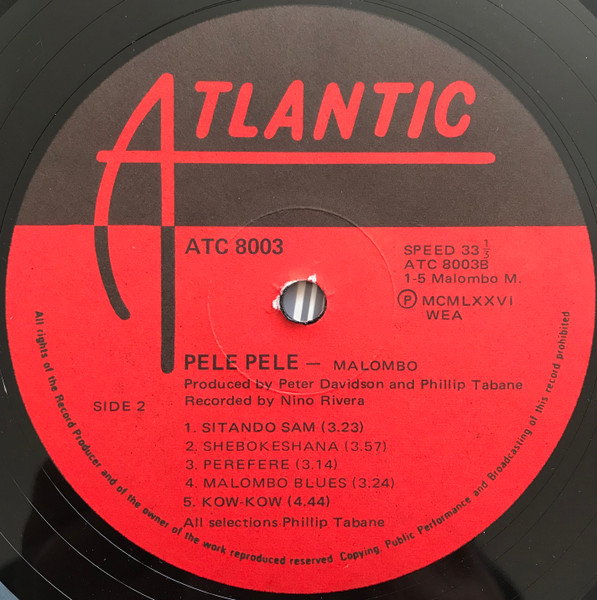 ATLANTIC
ATC 8003
SPEED 33 1/3
ATC 8003B
1-5 Malombo M.
Ⓟ MCMLXXVi
WEA
PELE PELE — MALOMBO
Produced by Peter Davidson and Phillip Tabane
Recorded by Nino Rivera
SIDE 2
1. SITANDO SAM (3.23)
2. SHEBOKESHANA (3.57)
3. PEREFERE (3.14)
4. MALOMBO BLUES (3.24)
5. KOW-KOW (4.44)
All selections Phillip Tabane
All rights of the Record Producer and of the owner of the work reproduced reserved. Copying, Public Performance and Broadcasting of this record prohibited